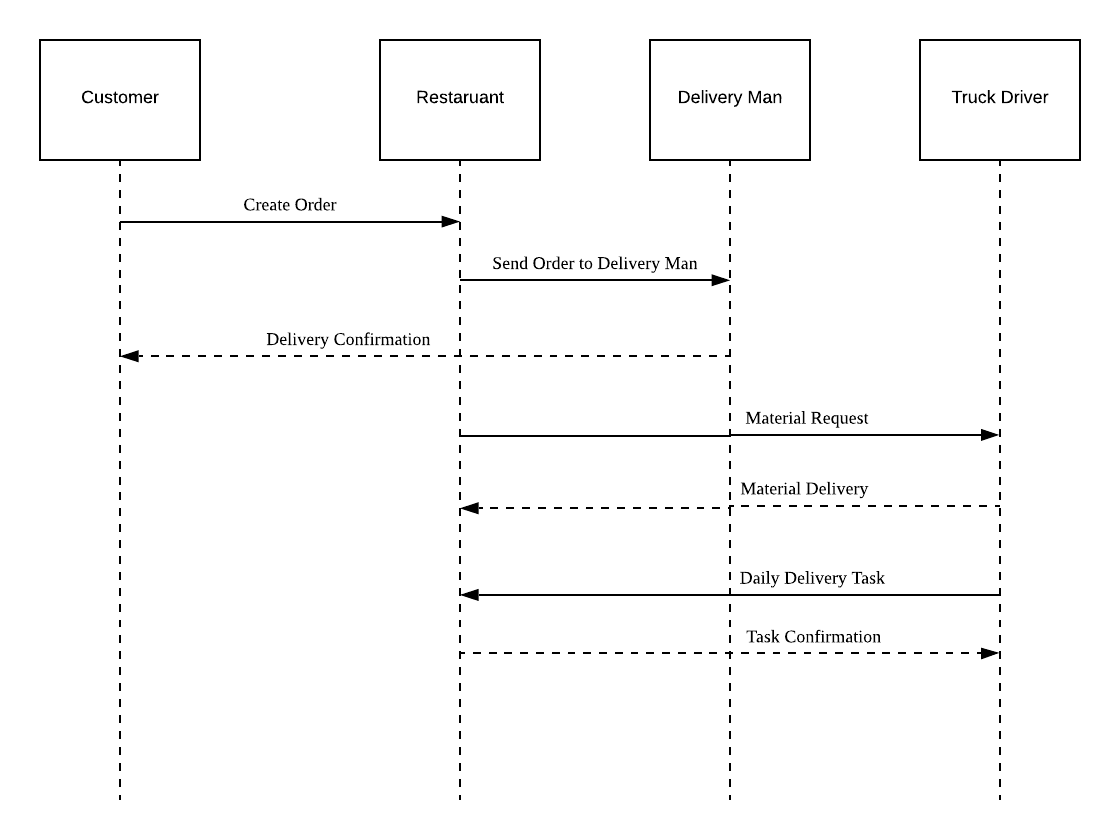 Customer
Restaruant
Delivery Man
Truck Driver
Create Order
Send Order to Delivery Man
Delivery Confirmation
Material Request
Material Delivery
Daily Delivery Task
Task Confirmation